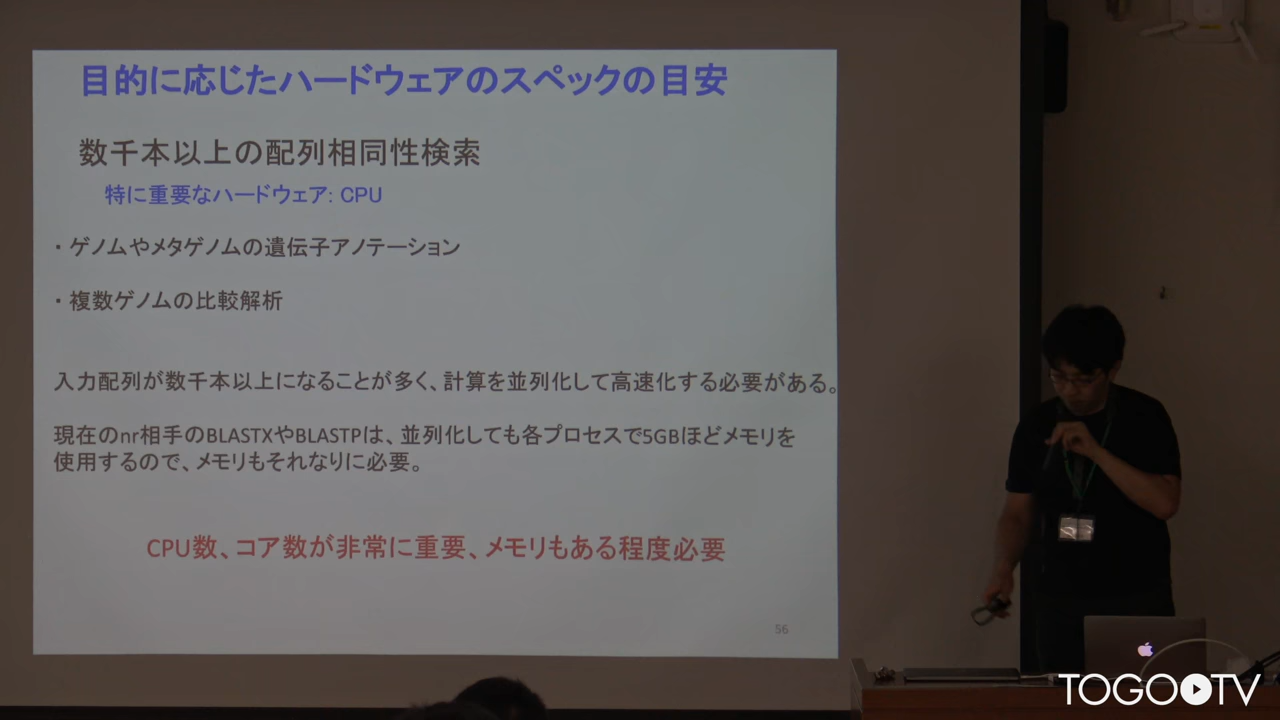 目的に応じたハードウェアのスペックの目安
数千本以上の配列相同性検索
特に重要なハードウェア: CPU
・ゲノムやメタゲノムの遺伝子アノテーション
・複数ゲノムの比較解析
入力配列が数千本以上になることが多く、計算を並列化して高速化する必要がある。
現在のnr相手のBLASTXやBLASTPは、並列化しても各プロセスで5GBほどメモリを
使用するので、メモリもそれなりに必要。
CPU数、コア数が非常に重要、メモリもある程度必要
56
TOGOTV